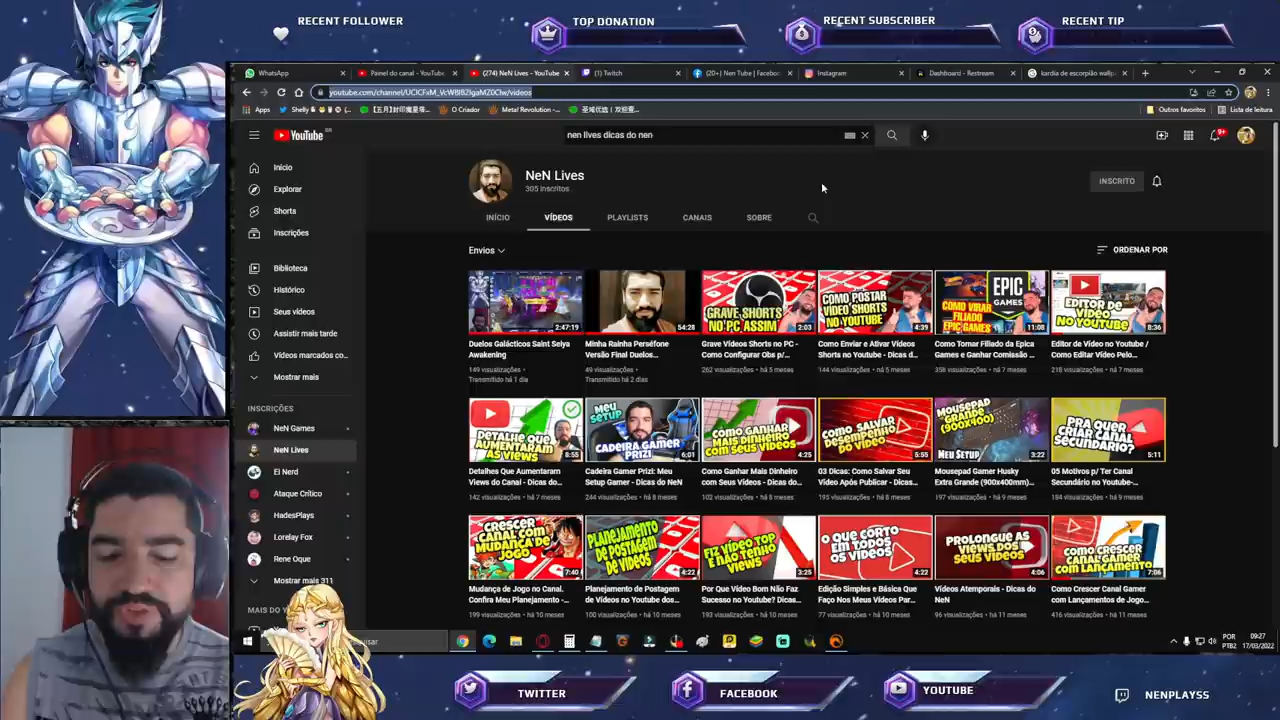 RECENT FOLLOWER
TOP DONATION
RECENT SUBSCRIBER
RECENT TIP
WhatsApp
Painel do canal - YouTube
(274) NeN Lives - YouTube
(1) Twitch
(20+) Nen Tube | Faceboo
Instagram
Dashboard - Restream
kardia de escorpião wallp
Apps
O Criador
Metal Revolution -...
Outros favoritos
Lista de leitura
YouTube BR
nen lives dicas do nen
9+
Início
Explorar
Shorts
Inscrições
Biblioteca
Histórico
Seus vídeos
Assistir mais tarde
Vídeos marcados co...
Mostrar mais
INSCRIÇÕES
NeN Games
NeN Lives
Ei Nerd
Ataque Crítico
HadesPlays
Lorelay Fox
Rene Oque
Mostrar mais 311
MAIS DO
NeN Lives
305 inscritos
INSCRITO
INÍCIO
VÍDEOS
PLAYLISTS
CANAIS
SOBRE
Envios
ORDENAR POR
2:47:19
Duelos Galácticos Saint Seiya
Awakening
149 visualizações •
Transmitido há 1 dia
54:28
Minha Rainha Perséfone
Versão Final Duelos...
49 visualizações •
Transmitido há 2 dias
GRAVE SHORTS
NO PC ASSIM
2:03
Grave Vídeos Shorts no PC -
Como Configurar Obs p/...
262 visualizações • há 5 meses
COMO POSTAR
VÍDEO SHORTS
NO YOUTUBE
4:39
Como Enviar e Ativar Vídeos
Shorts no Youtube - Dicas d...
144 visualizações • há 5 meses
EPIC
GAMES
COMO VIRAR
FILIADO
EPIC GAMES
11:08
Como Tornar Filiado da Epica
Games e Ganhar Comissão ...
358 visualizações • há 7 meses
EDITOR DE
VÍDEO
NO YOUTUBE
8:36
Editor de Vídeo no Youtube /
Como Editar Vídeo Pelo...
218 visualizações • há 7 meses
DETALHE QUE
AUMENTARAM
AS VIEWS
8:55
Detalhes Que Aumentaram
Views do Canal - Dicas do...
142 visualizações • há 7 meses
MEU
SETUP
CADEIRA GAMER
PRIZI
6:01
Cadeira Gamer Prizi: Meu
Setup Gamer - Dicas do NeN
244 visualizações • há 8 meses
COMO GANHAR
MAIS DINHEIRO
COM SEUS VÍDEOS
4:25
Como Ganhar Mais Dinheiro
com Seus Vídeos - Dicas do...
102 visualizações • há 8 meses
COMO SALVAR
DESEMPENHO
DO VÍDEO
5:55
03 Dicas: Como Salvar Seu
Vídeo Após Publicar - Dicas...
195 visualizações • há 8 meses
MOUSEPAD
GRANDE
(900X400)
MEU SETUP
3:22
Mousepad Gamer Husky
Extra Grande (900x400mm)...
197 visualizações • há 9 meses
PRA QUER
CRIAR CANAL
SECUNDÁRIO?
5:11
05 Motivos p/ Ter Canal
Secundário no Youtube-...
184 visualizações • há 9 meses
CRESCER
CANAL COM
MUDANÇA DE
JOGO
7:40
Mudança de Jogo no Canal.
Confira Meu Planejamento -...
199 visualizações • há 10 meses
PLANEJAMENTO
DE POSTAGEM
DE VÍDEOS
4:22
Planejamento de Postagem
de Vídeos no Youtube dos...
100 visualizações • há 10 meses
FIZ VÍDEO TOP
E NÃO TENHO
VIEWS
3:25
Por Que Vídeo Bom Não Faz
Sucesso no Youtube? Dicas...
193 visualizações • há 10 meses
O QUE CORTO
EM TODOS
OS VÍDEOS
4:22
Edição Simples e Básica Que
Faço Nos Meus Vídeos Par...
77 visualizações • há 10 meses
PROLONGUE AS
VIEWS DOS
SEUS VÍDEOS
4:06
Vídeos Atemporais - Dicas do
NeN
96 visualizações • há 11 meses
COMO CRESCER
CANAL GAMER
COM LANÇAMENTO
7:06
Como Crescer Canal Gamer
com Lançamentos de Jogo...
416 visualizações • há 11 meses
POR
PTB2
09:27
17/03/2022
TWITTER
FACEBOOK
YOUTUBE
NENPLAYSS